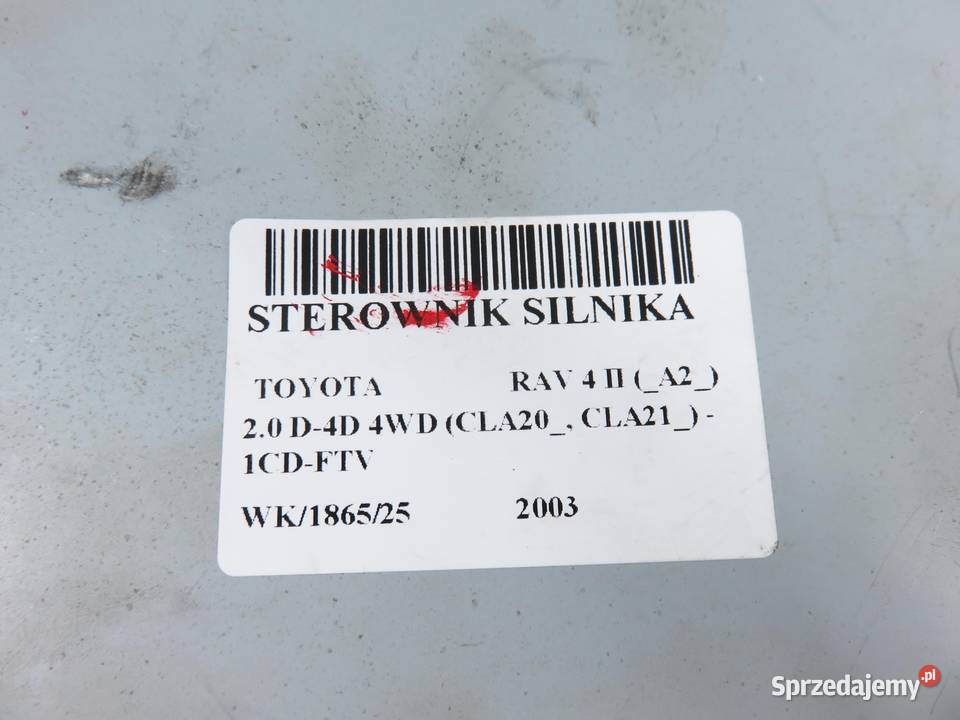 STEROWNIK SILNIKA
TOYOTA RAV 4 II (_A2_)
2.0 D-4D 4WD (CLA20_, CLA21_) -
1CD-FTV
WK/1865/25 2003
Sprzedajemy.pl